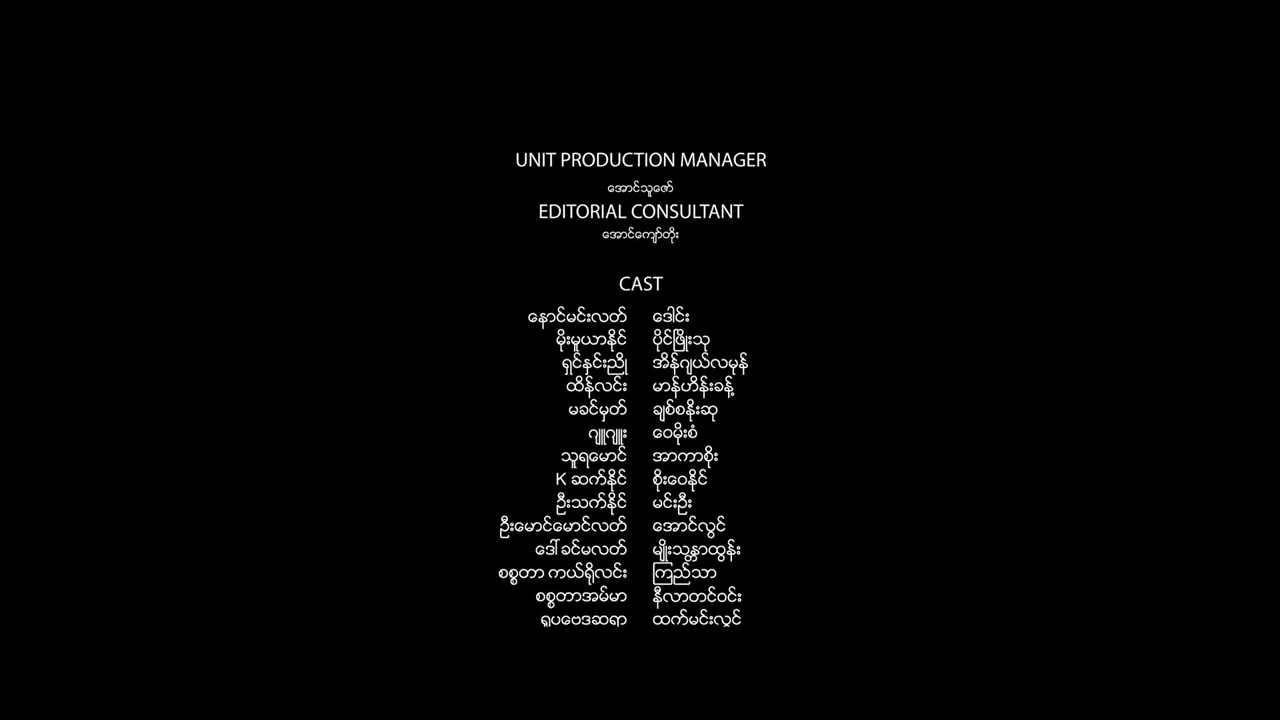 UNIT PRODUCTION MANAGER
အောင်သူဇော်
EDITORIAL CONSULTANT
အောင်ကျော်တိုး
CAST
နောင်မင်းလတ် ဒေါင်း
မိုးမူယာနိုင် ပိုင်ဖြိုးသု
ရှင်နှင်းညို အိန်ဂျယ်လမုန်
ထိန်လင်း မာန်ဟိန်းခန့်
မခင်မှတ် ချစ်စနိုးဆု
ဂျူဂျူး ဝေမိုးစံ
သူရမောင် အာကာစိုး
K ဆက်နိုင် စိုးဝေနိုင်
ဦးသက်နိုင် မင်းဦး
ဦးမောင်မောင်လတ် အောင်လွင်
ဒေါ်ခင်မလတ် မျိုးသန္တာထွန်း
စစ္စတာ ကယ်ရိုလင်း ကြည်သာ
စစ္စတာအမ်မာ နီလာတင်ဝင်း
ရူပဗေဒဆရာ ထက်မင်းလွင်